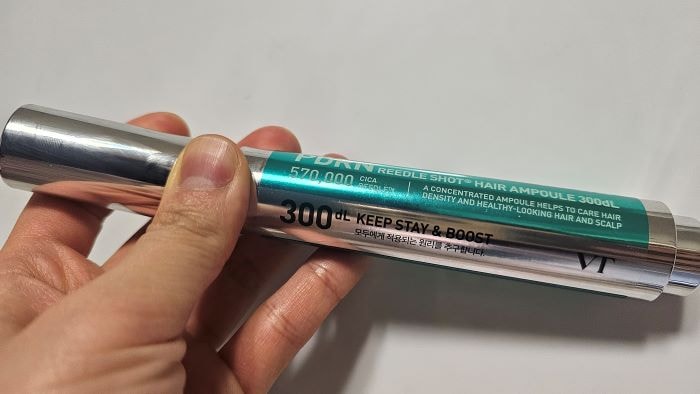 PDRN REEDLE SHOT® HAIR AMPOULE 300dL
570,000 CICA REEDLE™
A CONCENTRATED AMPOULE HELPS TO CARE HAIR
DENSITY AND HEALTHY-LOOKING HAIR AND SCALP
300dL KEEP STAY & BOOST
모두에게 적용되는 원리를 추구합니다.
VT